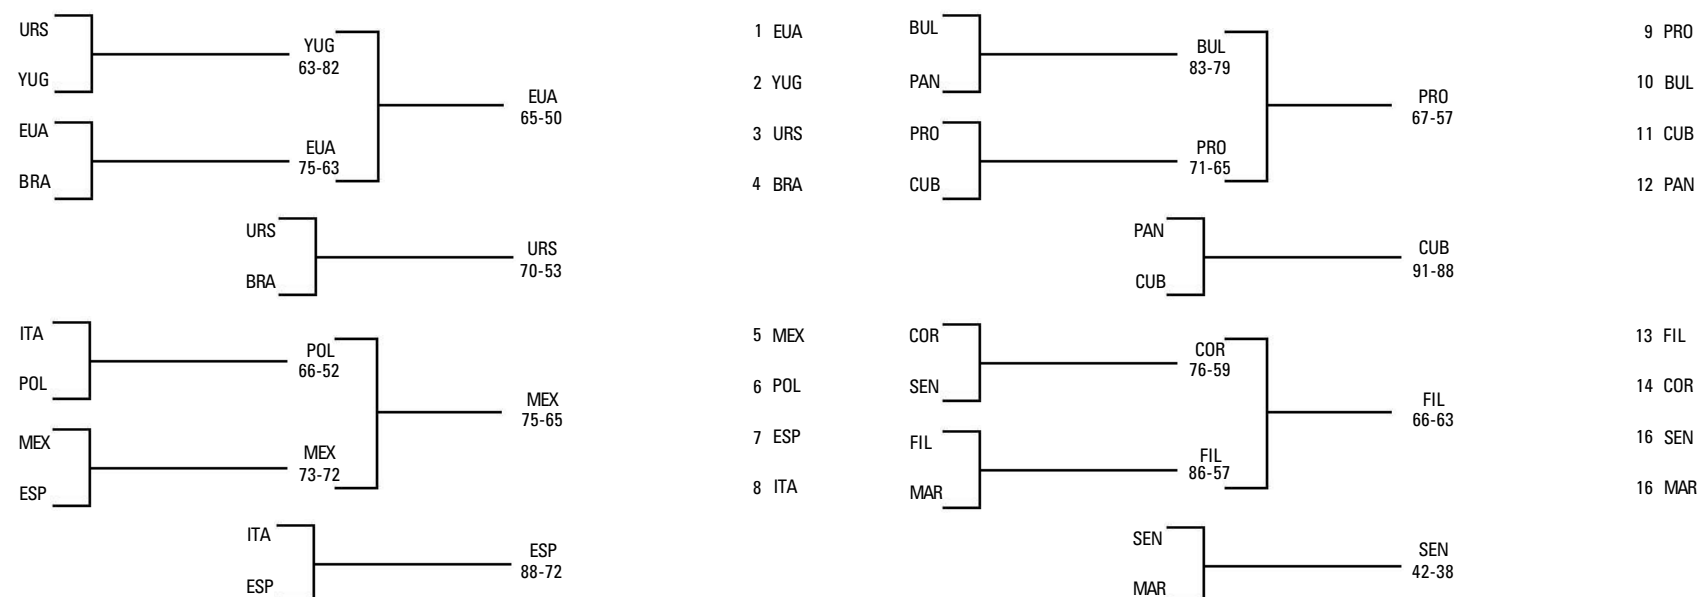 URS
YUG
YUG
63-82
EUA
BRA
EUA
75-63
EUA
65-50
URS
BRA
URS
70-53
1 EUA
2 YUG
3 URS
4 BRA
BUL
PAN
BUL
83-79
PRO
CUB
PRO
71-65
PRO
67-57
PAN
CUB
CUB
91-88
9 PRO
10 BUL
11 CUB
12 PAN
ITA
POL
POL
66-52
MEX
ESP
MEX
73-72
MEX
75-65
ITA
ESP
ESP
88-72
5 MEX
6 POL
7 ESP
8 ITA
COR
SEN
COR
76-59
FIL
MAR
FIL
86-57
FIL
66-63
SEN
MAR
SEN
42-38
13 FIL
14 COR
16 SEN
16 MAR